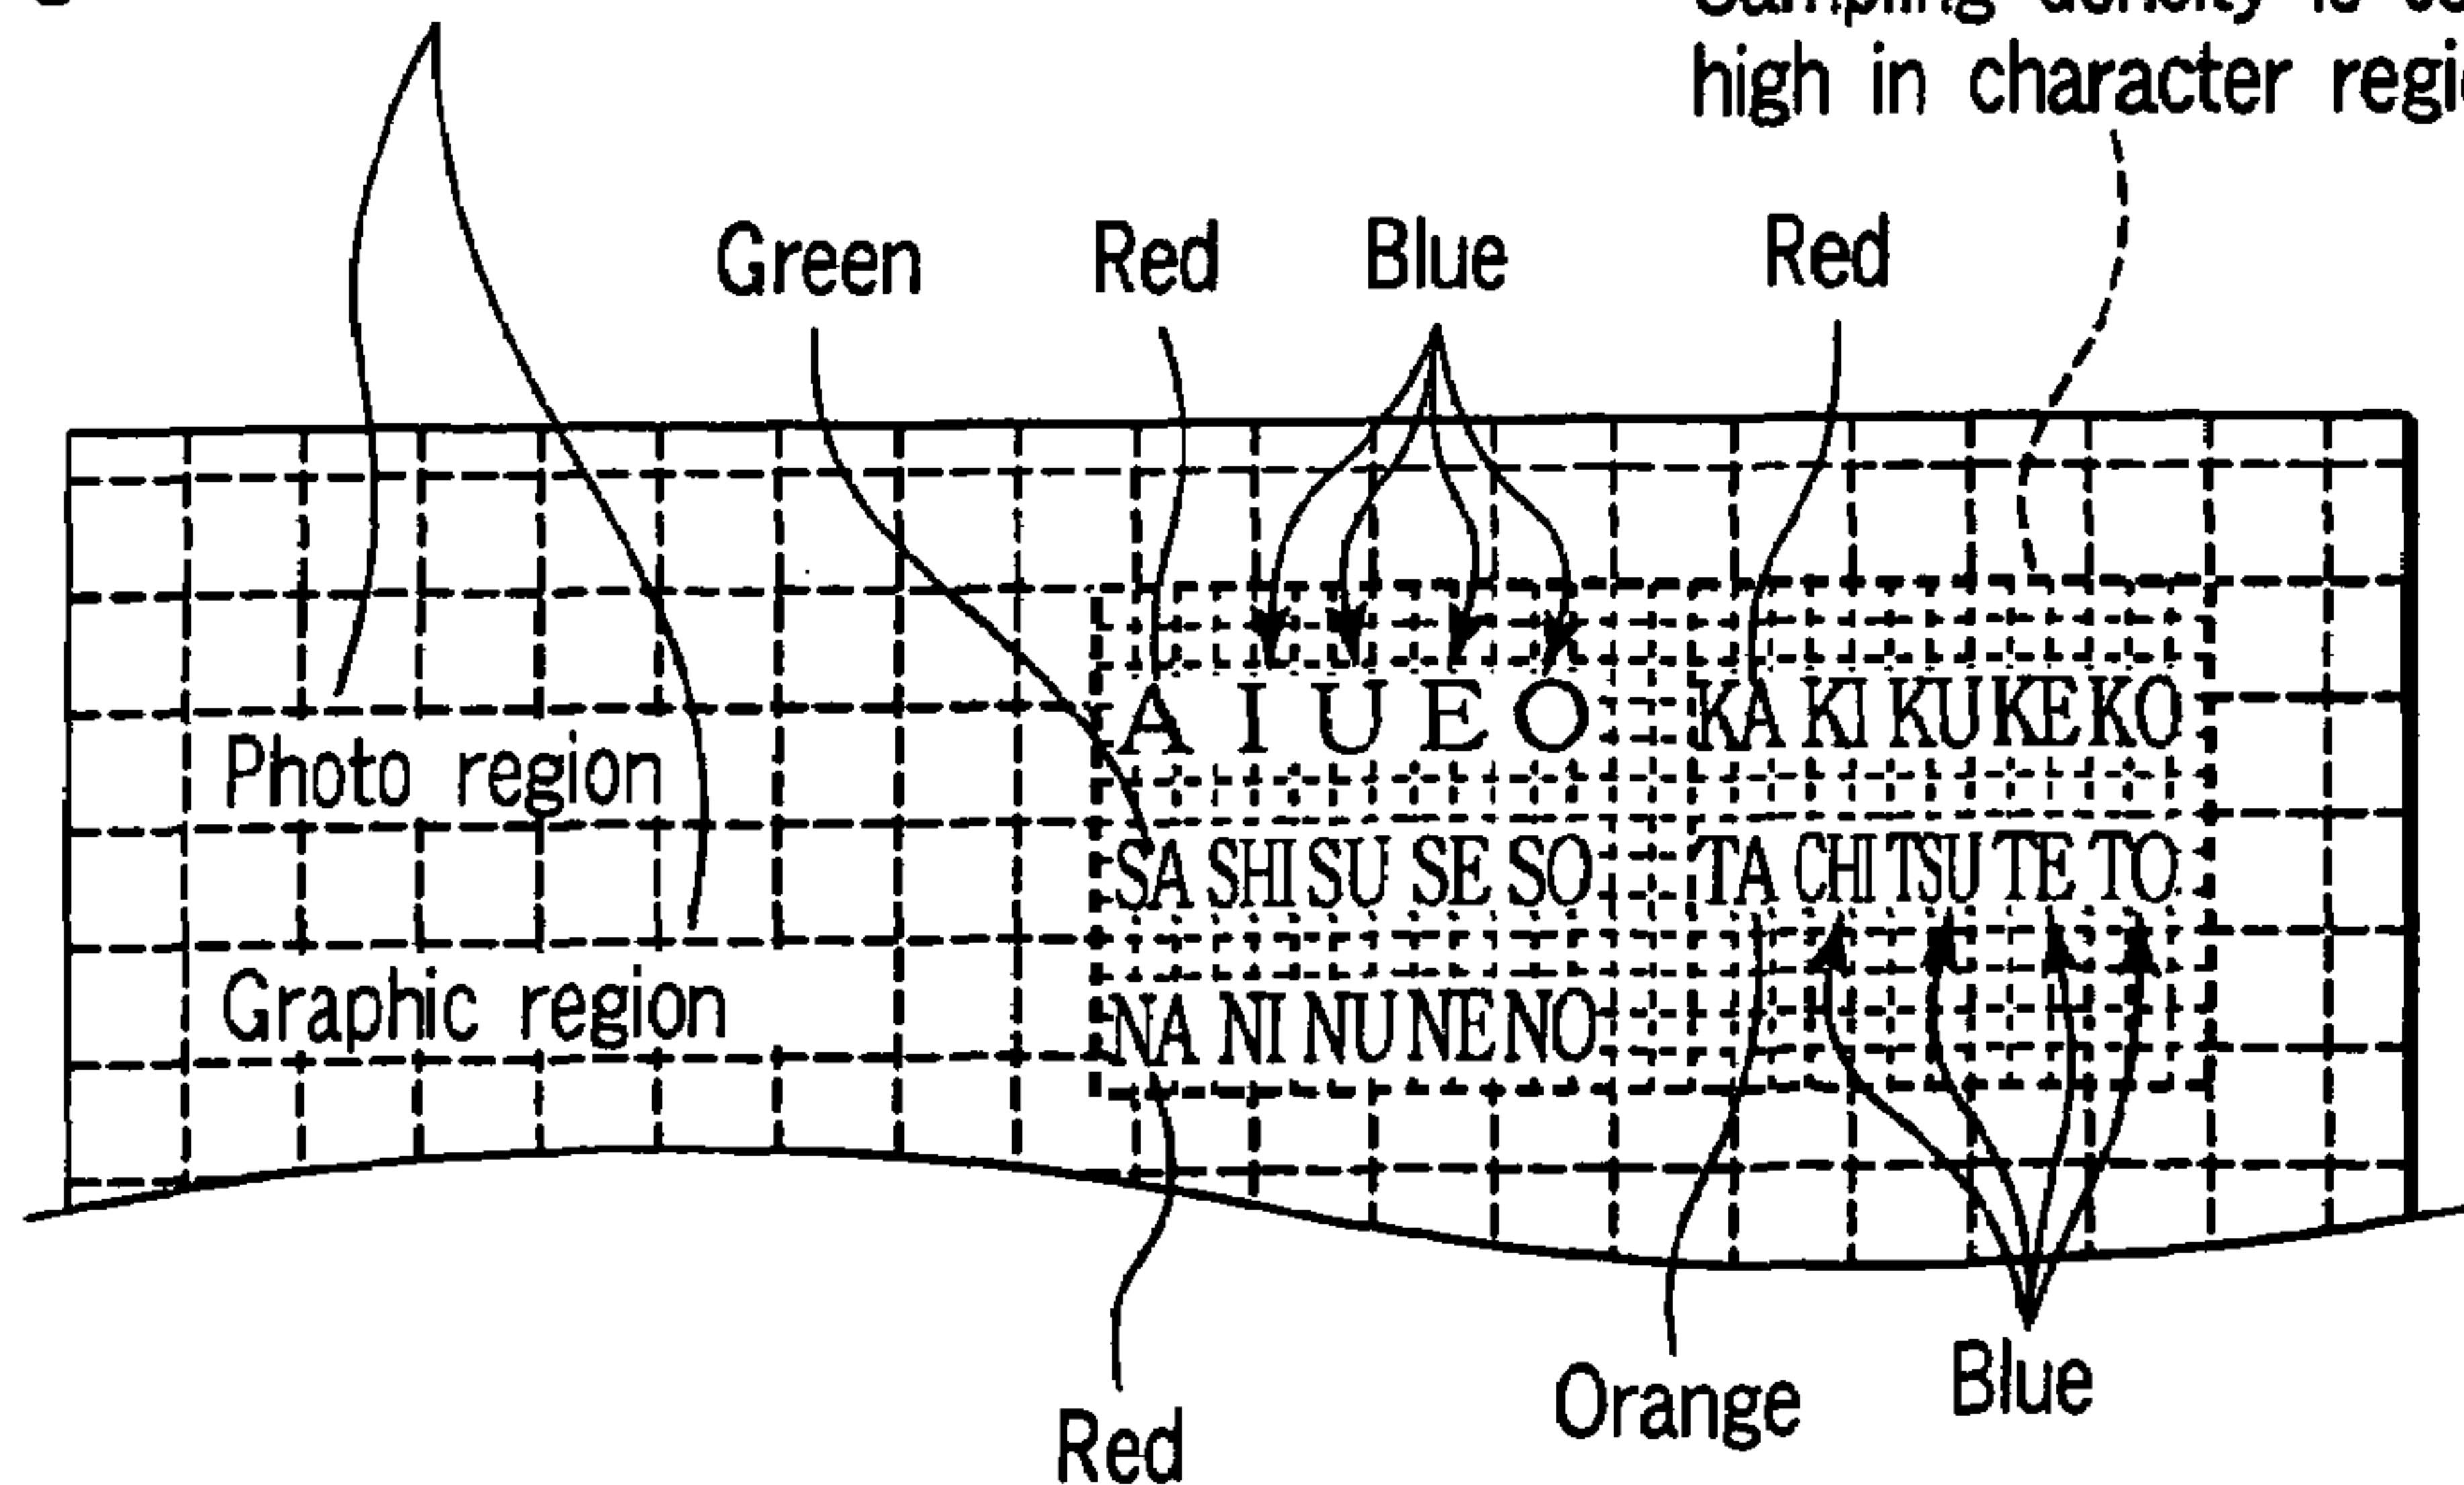 high in character
Green Red Blue Red
A I U E O KA KI KU KE KO
Photo region
SA SHI SU SE SO TA CHI TSU TE TO
Graphic region
NA NI NU NE NO
Orange Blue
Red